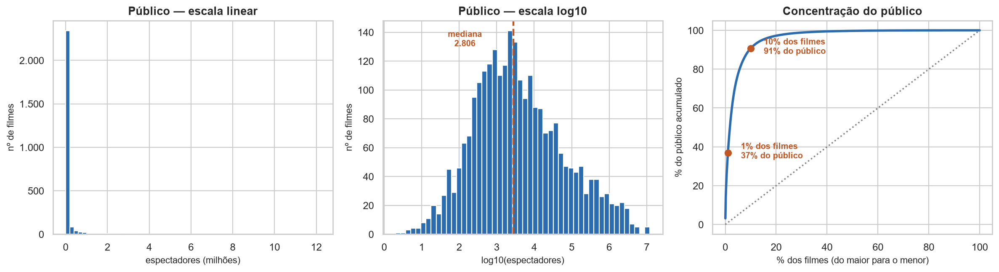 Público — escala linear
2.000
1.500
1.000
500
0
nº de filmes
0 2 4 6 8 10 12
espectadores (milhões)
Público — escala log10
mediana
2.806
140
120
100
80
60
40
20
0
nº de filmes
0 1 2 3 4 5 6 7
log10(espectadores)
Concentração do público
10% dos filmes
91% do público
1% dos filmes
37% do público
100
80
60
40
20
0
% do público acumulado
0 20 40 60 80 100
% dos filmes (do maior para o menor)